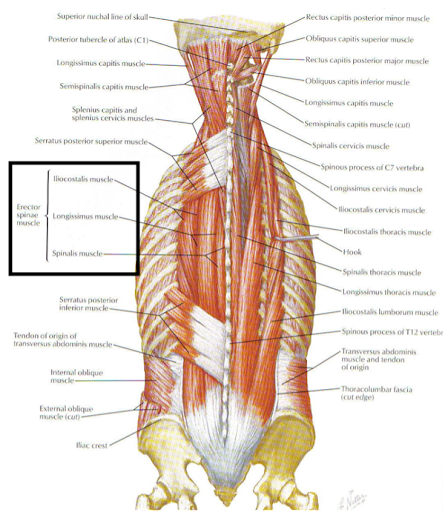 Superior nuchal line of skull
Posterior tubercle of atlas (C1)
Longissimus capitis muscle
Semispinalis capitis muscle
Splenius capitis and
splenius cervicis muscles
Serratus posterior superior muscle
Iliocostalis muscle
Erector
spinae
muscle
Longissimus muscle
Spinalis muscle
Serratus posterior
inferior muscle
Tendon of origin of
transversus abdominis muscle
Internal oblique
muscle
External oblique
muscle (cut)
Iliac crest
Rectus capitis posterior minor muscle
Obliquus capitis superior muscle
Rectus capitis posterior major muscle
Obliquus capitis inferior muscle
Longissimus capitis muscle
Semispinalis capitis muscle (cut)
Spinalis cervicis muscle
Spinous process of C7 vertebra
Longissimus cervicis muscle
Iliocostalis cervicis muscle
Iliocostalis thoracis muscle
Hook
Spinalis thoracis muscle
Longissimus thoracis muscle
Iliocostalis lumborum muscle
Spinous process of T12 vertebr
Transversus abdominis
muscle and tendon
of origin
Thoracolumbar fascia
(cut edge)